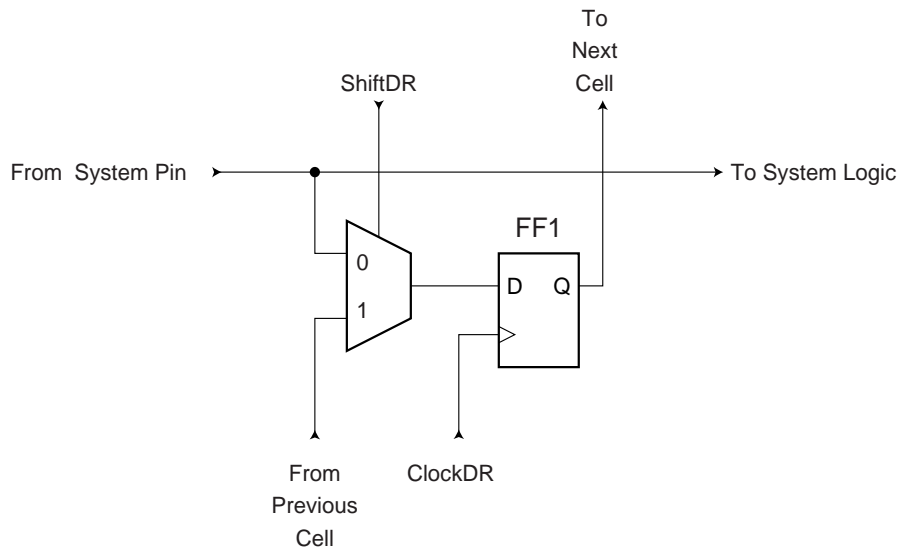 To
Next
Cell
ShiftDR
From System Pin
To System Logic
FF1
0
D Q
1
From
Previous
Cell
ClockDR